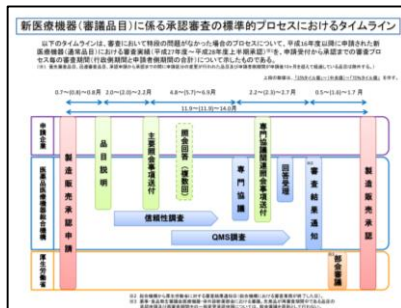 新医療機器(審議品目)に係る承認審査の標準的プロセスにおけるタイムライン
以下のタイムラインは、審査において特段の問題がなかった場合のプロセスについて、平成16年度以降に申請された新
医療機器(通常品目)における審査実績(平成27年度~平成28年度上半期承認分)を、申請受付から承認までの審査プロ
セス毎の審査期間(行政側期間と申請者側期間の合計)について示したものである。
0.7~(0.8)~0.8月
2.0~(2.0)~2.2月
4.8~(5.7)~6.9月
2.2~(2.3)~2.7月
0.5~(1.6)~1.7月
11.9~(11.9)~14.0月
申請企業
医薬品医療機器総合機構
厚生労働省
製造販売承認申請
品目説明
主要照会事項送付
照会回答(複数回)
専門協議
専門協議関連照会事項送付
回答受理
審査結果通知
部会審議
製造販売承認
信頼性調査
QMS調査